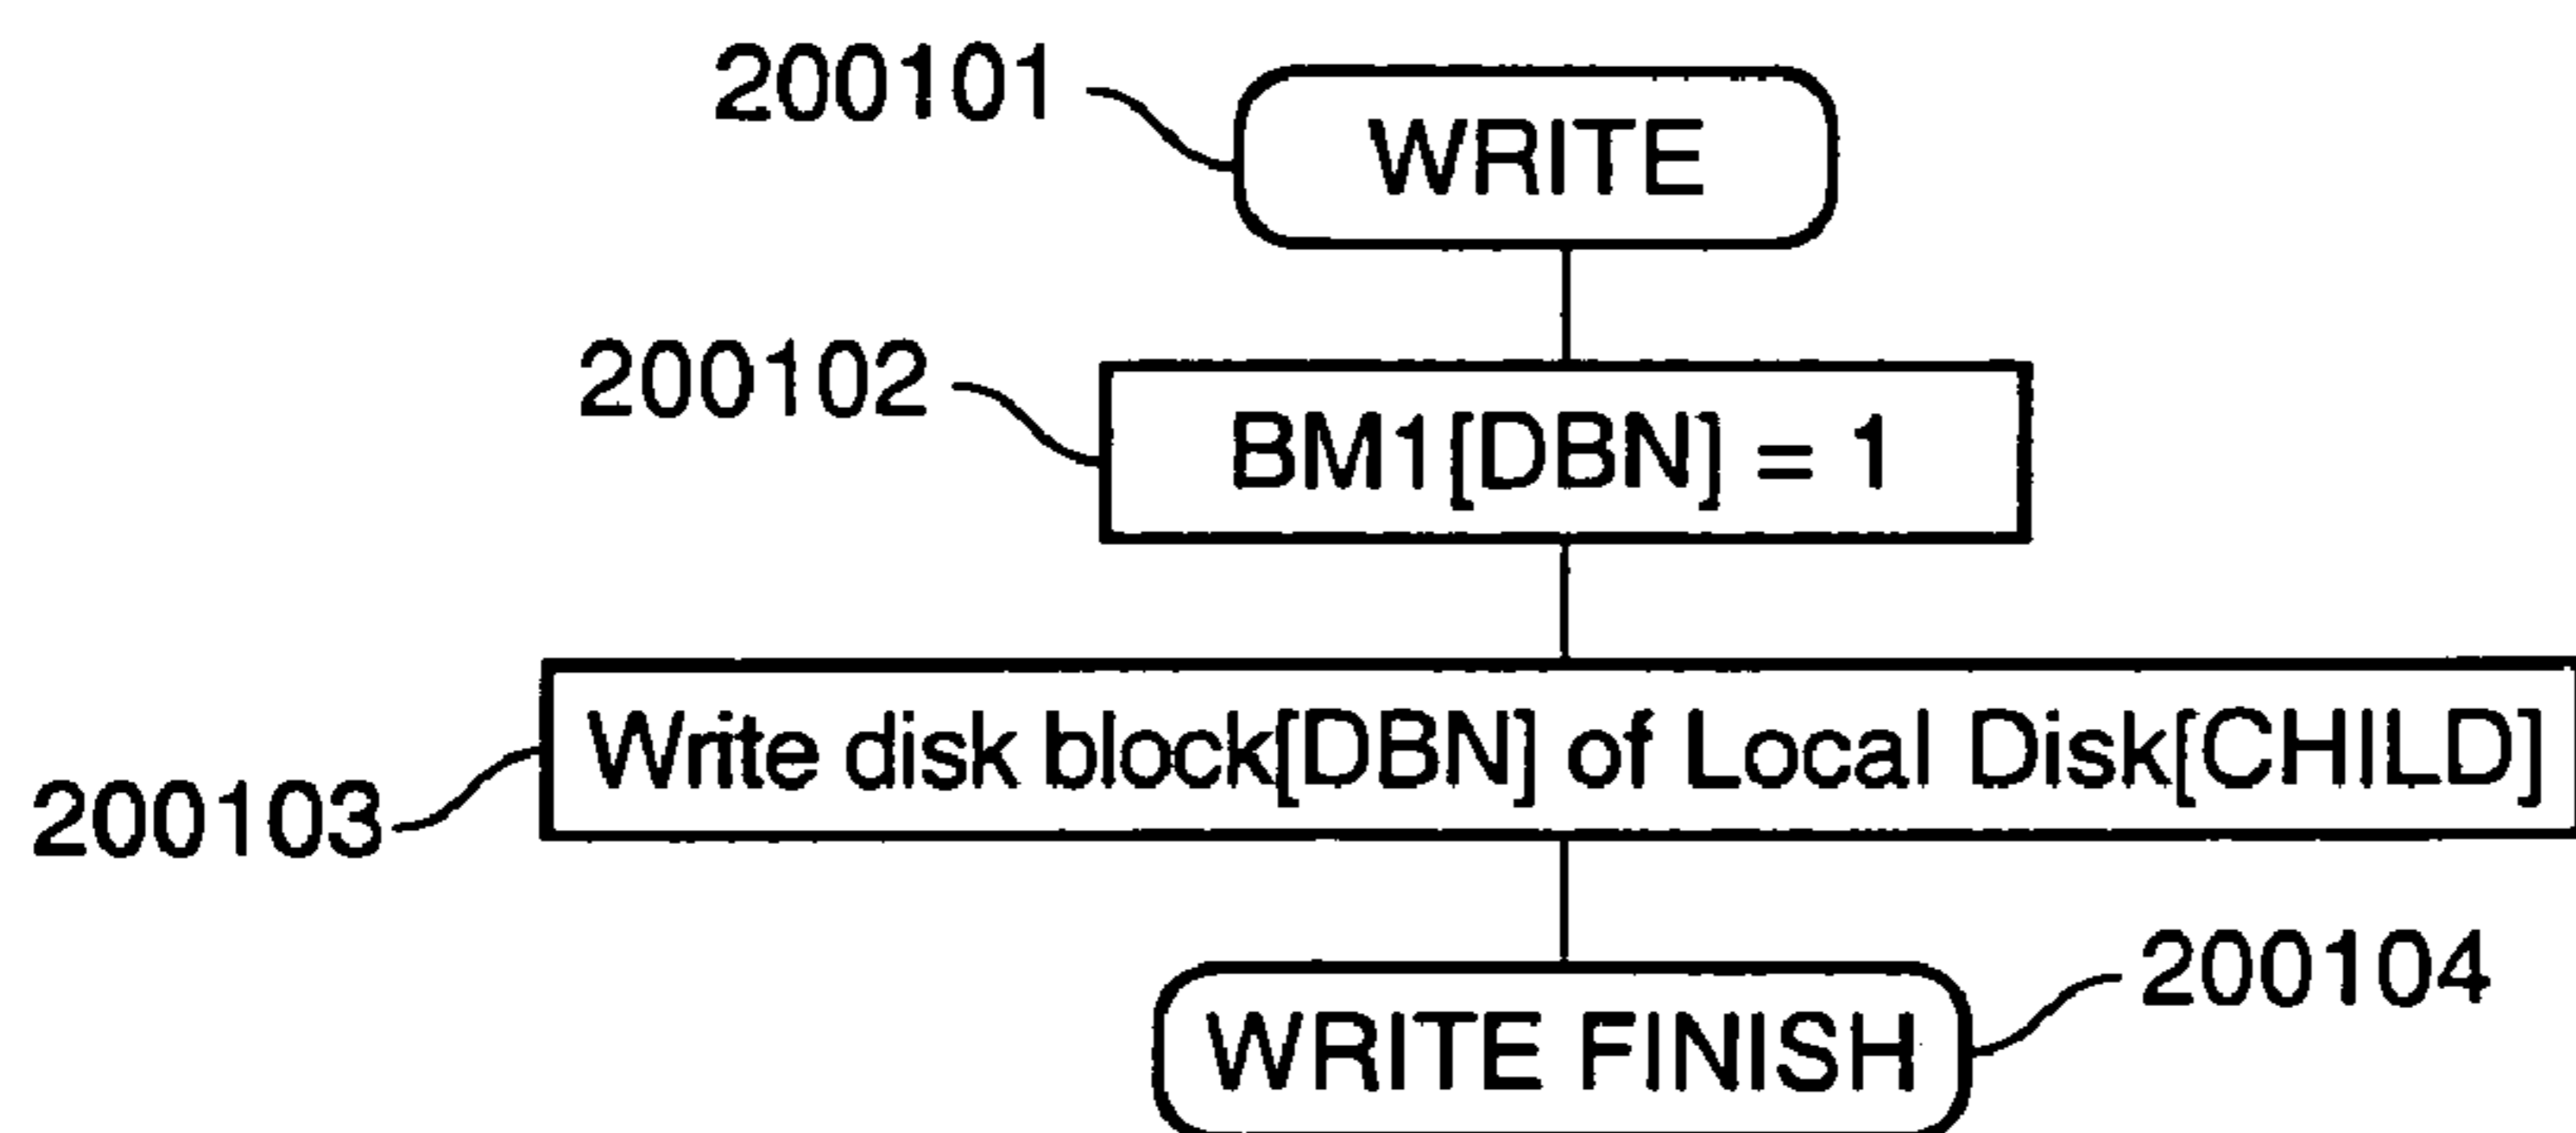 200101
WRITE
200102
BM1[DBN] = 1
Write disk block[DBN] of Local Disk[CHILD]
200103
200104
WRITE FINISH